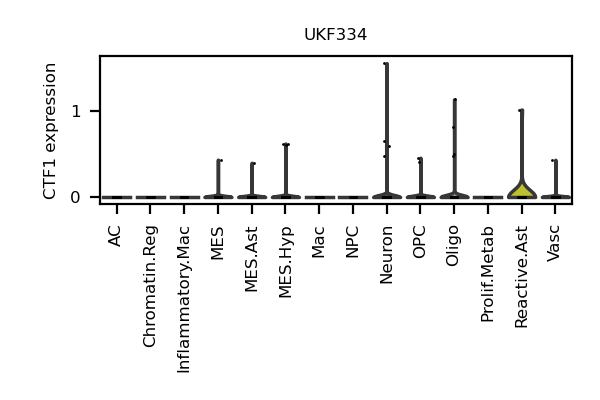 UKF334
CTF1 expression
1
0
AC
Chromatin.Reg
Inflammatory.Mac
MES
MES.Ast
MES.Hyp
Mac
NPC
Neuron
OPC
Oligo
Prolif.Metab
Reactive.Ast
Vasc